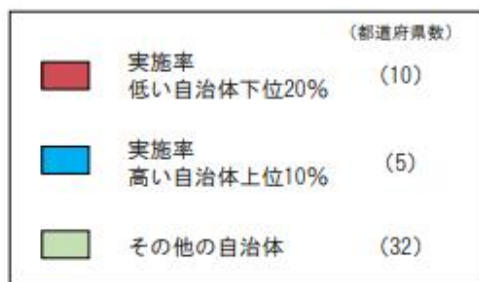 （都道府県数）
実施率
低い自治体下位20%
（10）
実施率
高い自治体上位10%
（5）
その他の自治体
（32）